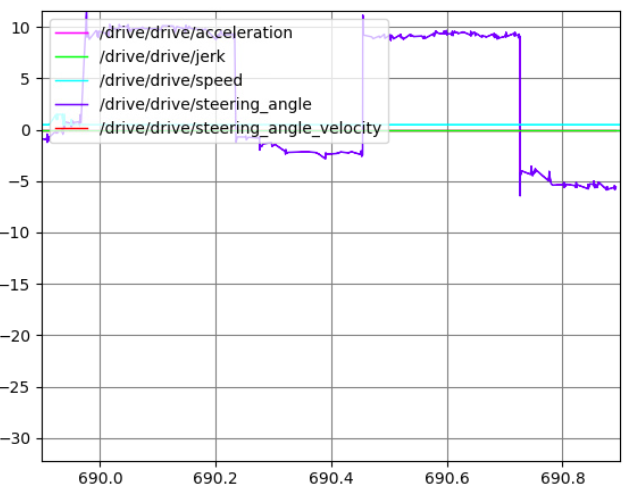 10
5
0
−5
−10
−15
−20
−25
−30
/drive/drive/acceleration
/drive/drive/jerk
/drive/drive/speed
/drive/drive/steering_angle
/drive/drive/steering_angle_velocity
690.0 690.2 690.4 690.6 690.8